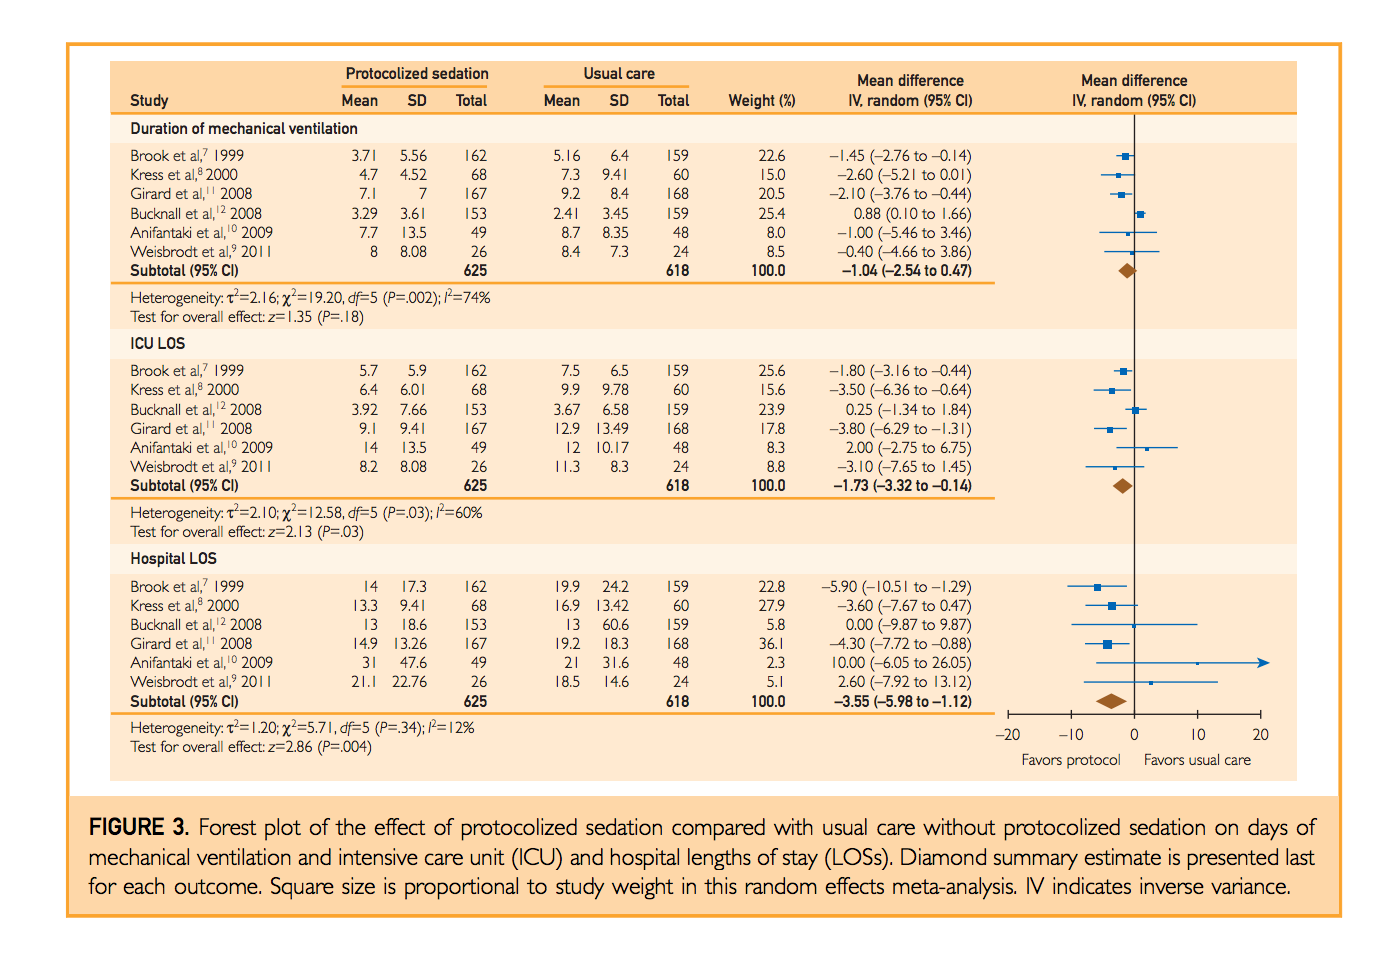 Protocolized sedation Usual care Mean difference Mean difference
Study Mean SD Total Mean SD Total Weight (%) IV, random (95% CI) IV, random (95% CI)
Duration of mechanical ventilation
Brook et al,7 1999 3.71 5.56 162 5.16 6.4 159 22.6 –1.45 (–2.76 to –0.14)
Kress et al,8 2000 4.7 4.52 68 7.3 9.41 60 15.0 –2.60 (–5.21 to 0.01)
Girard et al,11 2008 7.1 7 167 9.2 8.4 168 20.5 –2.10 (–3.76 to –0.44)
Bucknall et al,12 2008 3.29 3.61 153 2.41 3.45 159 25.4 0.88 (0.10 to 1.66)
Anifantaki et al,10 2009 7.7 13.5 49 8.7 8.35 48 8.0 –1.00 (–5.46 to 3.46)
Weisbrodt et al,9 2011 8 8.08 26 8.4 7.3 24 8.5 –0.40 (–4.66 to 3.86)
Subtotal (95% CI) 625 618 100.0 –1.04 (–2.54 to 0.47)
Heterogeneity: τ2=2.16; χ2=19.20, df=5 (P=.002); I2=74%
Test for overall effect: z=1.35 (P=.18)
ICU LOS
Brook et al,7 1999 5.7 5.9 162 7.5 6.5 159 25.6 –1.80 (–3.16 to –0.44)
Kress et al,8 2000 6.4 6.01 68 9.9 9.78 60 15.6 –3.50 (–6.36 to –0.64)
Bucknall et al,12 2008 3.92 7.66 153 3.67 6.58 159 23.9 0.25 (–1.34 to 1.84)
Girard et al,11 2008 9.1 9.41 167 12.9 13.49 168 17.8 –3.80 (–6.29 to –1.31)
Anifantaki et al,10 2009 14 13.5 49 12 10.17 48 8.3 2.00 (–2.75 to 6.75)
Weisbrodt et al,9 2011 8.2 8.08 26 11.3 8.3 24 8.8 –3.10 (–7.65 to 1.45)
Subtotal (95% CI) 625 618 100.0 –1.73 (–3.32 to –0.14)
Heterogeneity: τ2=2.10; χ2=12.58, df=5 (P=.03); I2=60%
Test for overall effect: z=2.13 (P=.03)
Hospital LOS
Brook et al,7 1999 14 17.3 162 19.9 24.2 159 22.8 –5.90 (–10.51 to –1.29)
Kress et al,8 2000 13.3 9.41 68 16.9 13.42 60 27.9 –3.60 (–7.67 to 0.47)
Bucknall et al,12 2008 13 18.6 153 13 60.6 159 5.8 0.00 (–9.87 to 9.87)
Girard et al,11 2008 14.9 13.26 167 19.2 18.3 168 36.1 –4.30 (–7.72 to –0.88)
Anifantaki et al,10 2009 31 47.6 49 21 31.6 48 2.3 10.00 (–6.05 to 26.05)
Weisbrodt et al,9 2011 21.1 22.76 26 18.5 14.6 24 5.1 2.60 (–7.92 to 13.12)
Subtotal (95% CI) 625 618 100.0 –3.55 (–5.98 to –1.12)
Heterogeneity: τ2=1.20; χ2=5.71, df=5 (P=.34); I2=12%
Test for overall effect: z=2.86 (P=.004)
–20 –10 0 10 20
Favors protocol Favors usual care
FIGURE 3. Forest plot of the effect of protocolized sedation compared with usual care without protocolized sedation on days of
mechanical ventilation and intensive care unit (ICU) and hospital lengths of stay (LOSs). Diamond summary estimate is presented last
for each outcome. Square size is proportional to study weight in this random effects meta-analysis. IV indicates inverse variance.